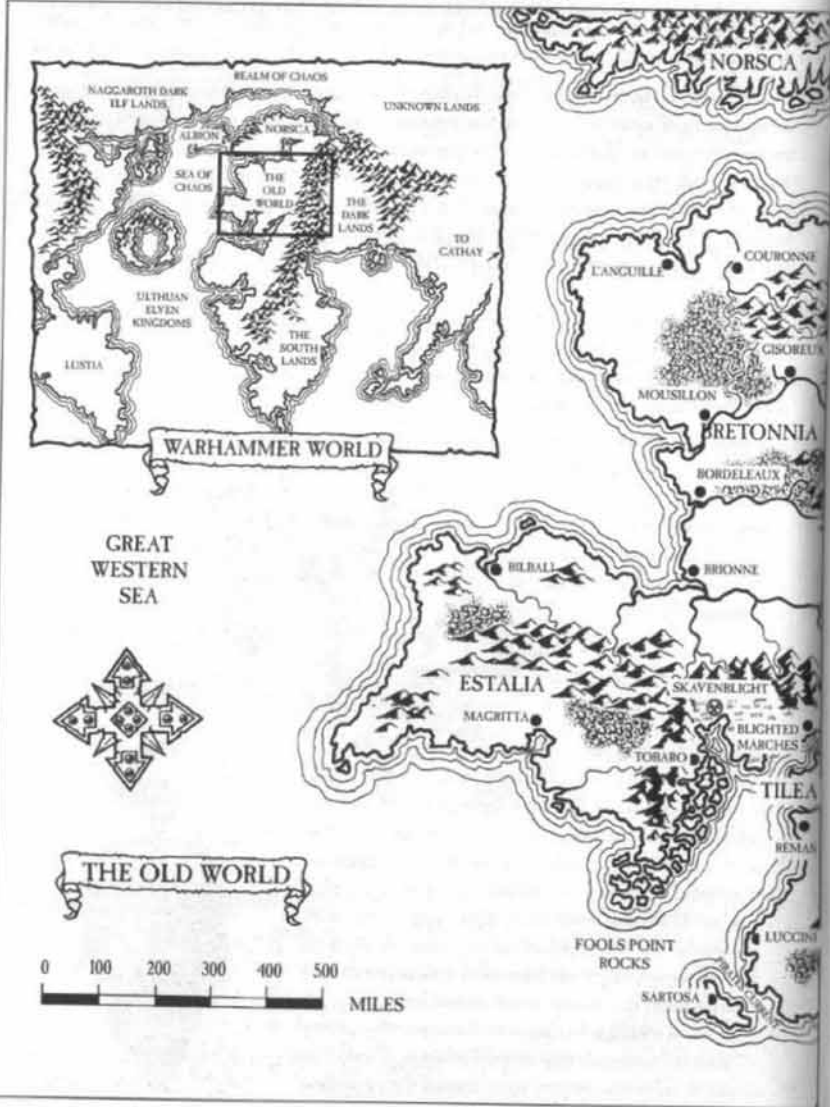 NORSCA
REALM OF CHAOS
NAGGAROTH DARK
ELF LANDS
UNKNOWN LANDS
ALBION
NORSCA
SEA OF
CHAOS
THE
OLD
WORLD
THE
DARK
LANDS
TO
CATHAY
ULTHUAN
ELVEN
KINGDOMS
LUSTIA
THE
SOUTH
LANDS
WARHAMMER WORLD
L'ANGUILLE
COURONNE
GISOREUX
MOUSILLON
BRETONNIA
BORDELEAUX
GREAT
WESTERN
SEA
BILBALI
BRIONNE
ESTALIA
SKAVENBLIGHT
MAGRITTA
BLIGHTED
MARCHES
TOBARO
TILEA
REMAN
THE OLD WORLD
LUCCINI
FOOLS POINT
ROCKS
SARTOSA
0 100 200 300 400 500
MILES